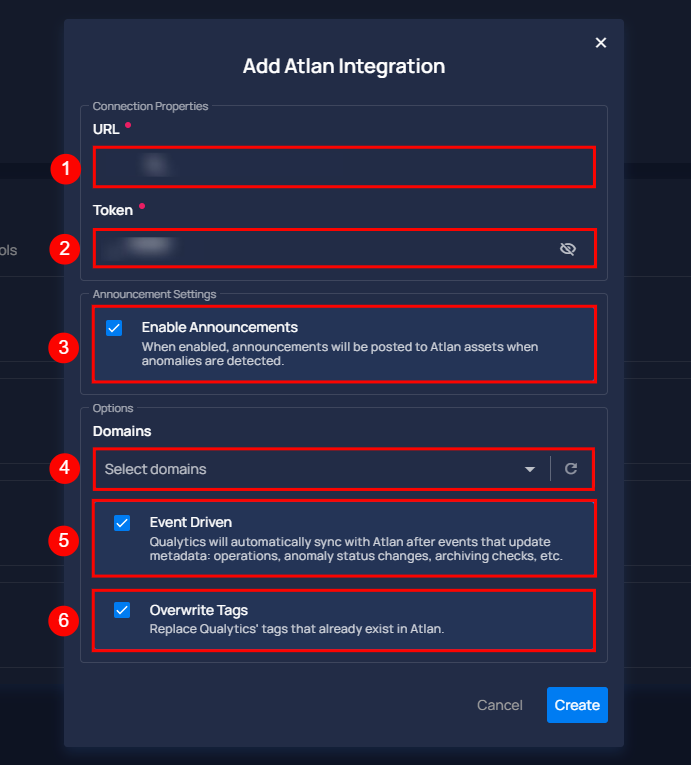 Add Atlan Integration
Connection Properties
URL
1
Token
2
ols
Announcement Settings
Enable Announcements
3
When enabled, announcements will be posted to Atlan assets when
anomalies are detected.
Options
Domains
4
Select domains
Event Driven
5
Qualytics will automatically sync with Atlan after events that update
metadata: operations, anomaly status changes, archiving checks, etc.
Overwrite Tags
6
Replace Qualytics' tags that already exist in Atlan.
Cancel
Create